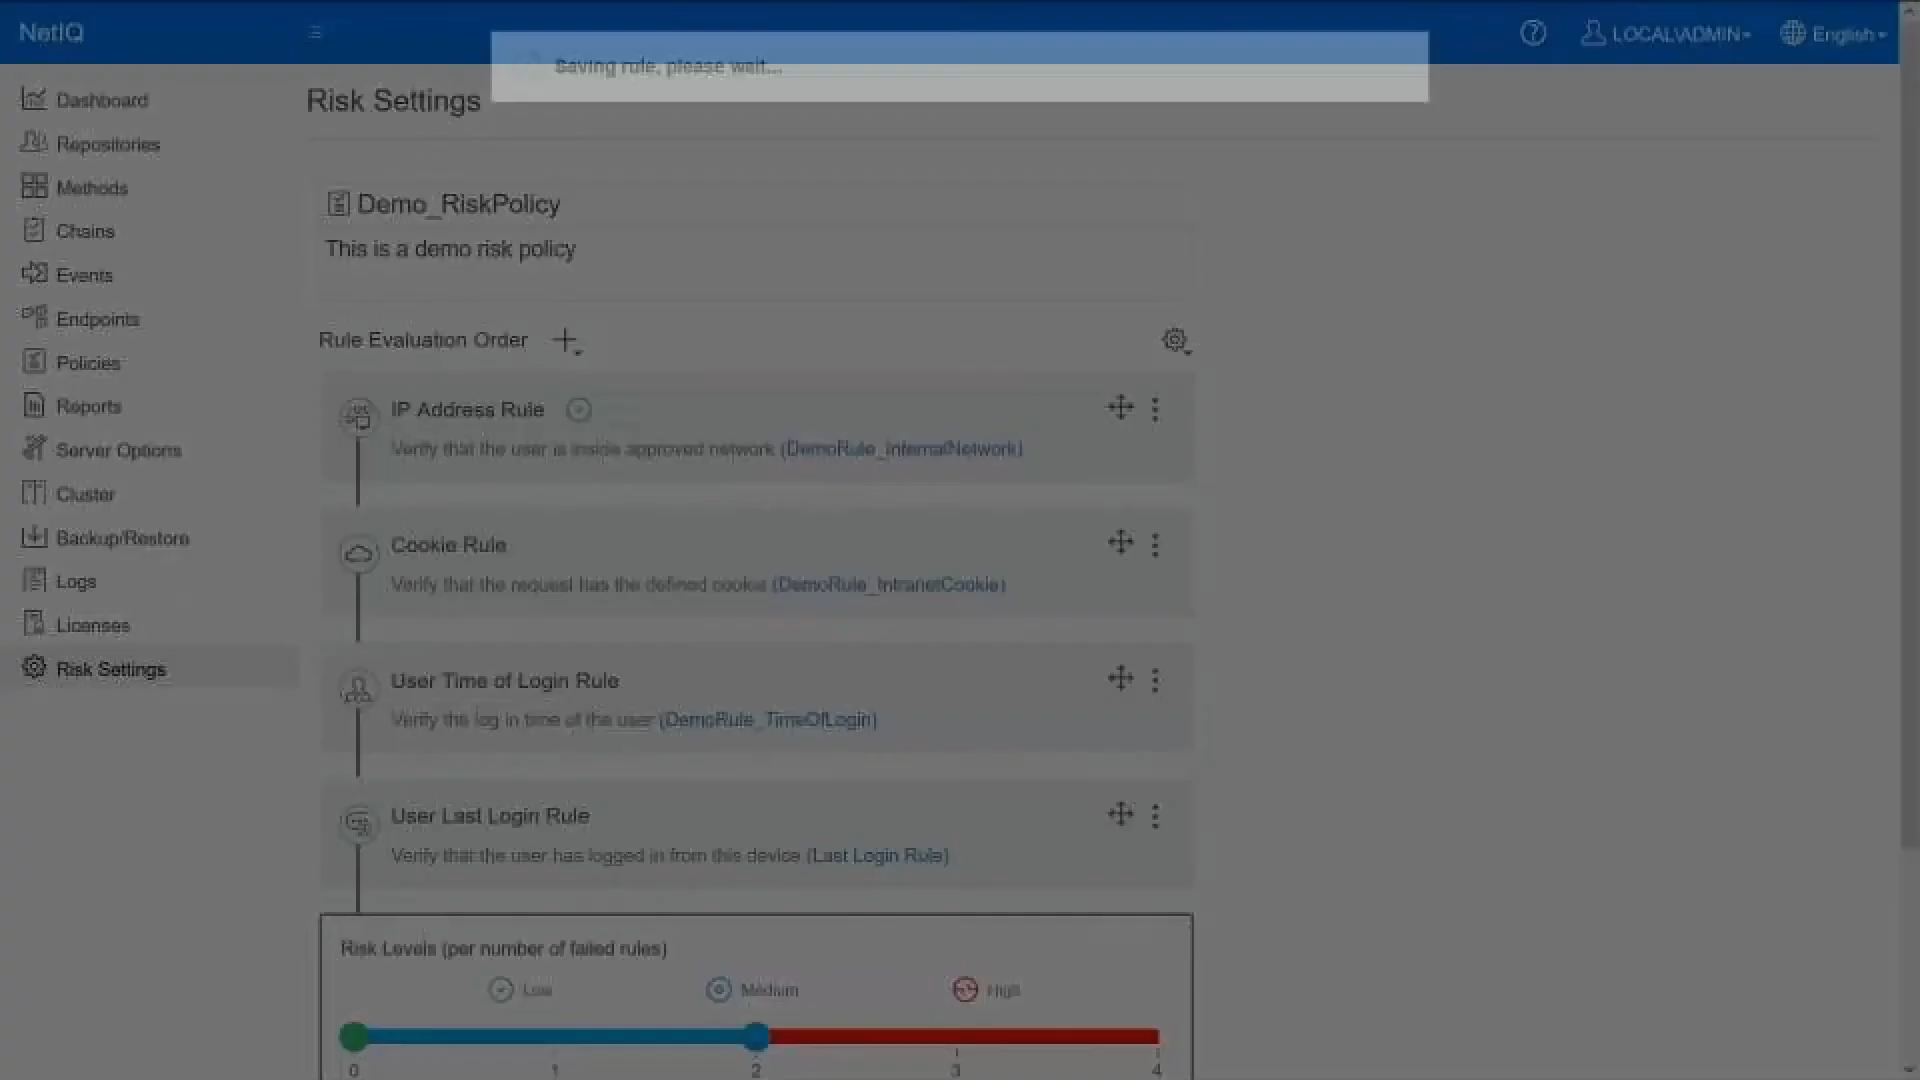 NetIQ
LOCAL\ADMIN
English
Saving rule, please wait...
Dashboard
Repositories
Methods
Chains
Events
Endpoints
Policies
Reports
Server Options
Cluster
Backup/Restore
Logs
Licenses
Risk Settings
Risk Settings
Demo_RiskPolicy
This is a demo risk policy
Rule Evaluation Order
IP Address Rule
Verify that the user is inside approved network (DemoRule_InternalNetwork)
Cookie Rule
Verify that the request has the defined cookie (DemoRule_IntranetCookie)
User Time of Login Rule
Verify the log in time of the user (DemoRule_TimeOfLogin)
User Last Login Rule
Verify that the user has logged in from this device (Last Login Rule)
Risk Levels (per number of failed rules)
Low Medium High
0 1 2 3 4